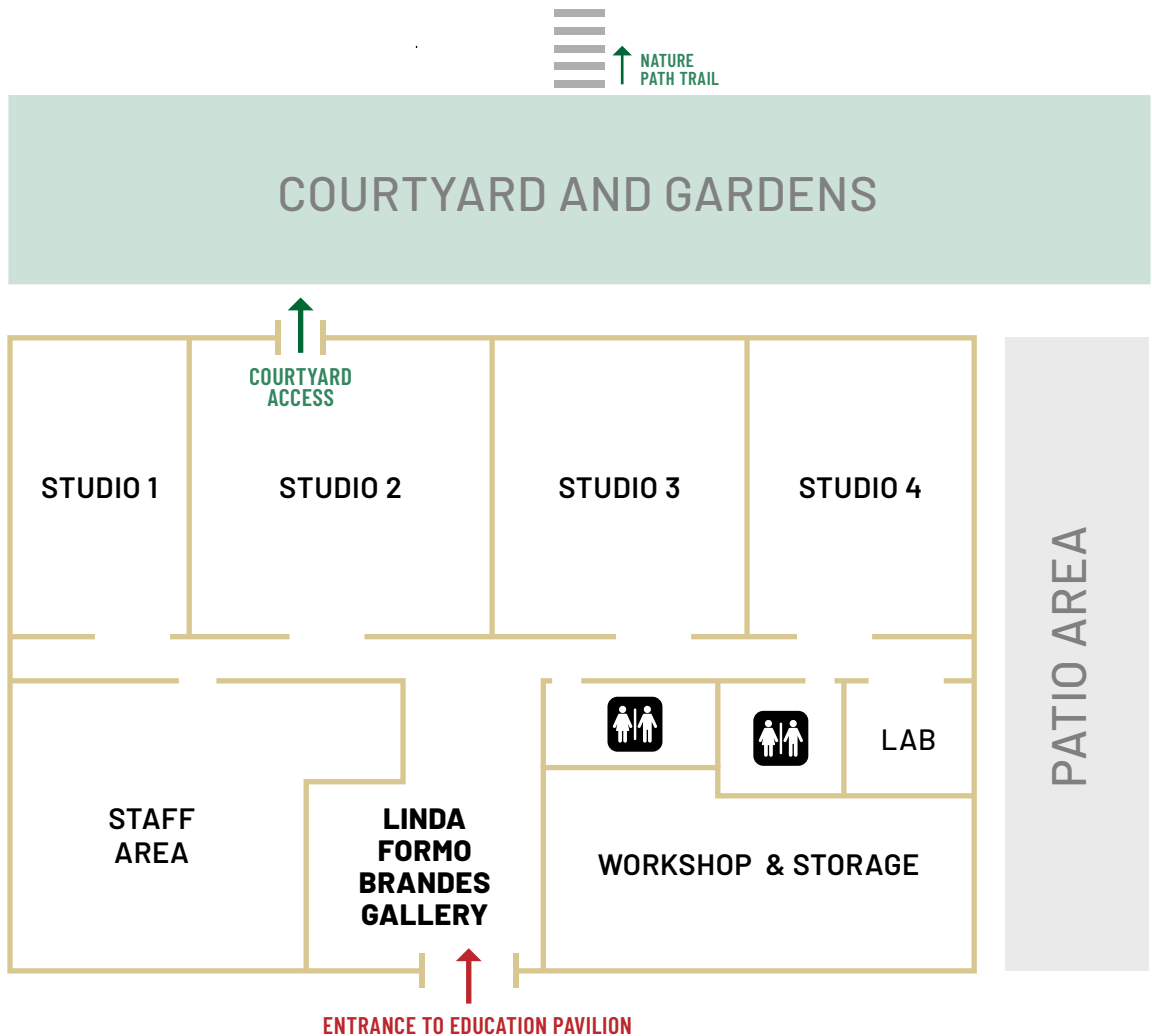 NATURE
PATH TRAIL
COURTYARD AND GARDENS
COURTYARD
ACCESS
STUDIO 1
STUDIO 2
STUDIO 3
STUDIO 4
PATIO AREA
LAB
STAFF
AREA
LINDA
FORMO
BRANDES
GALLERY
WORKSHOP & STORAGE
ENTRANCE TO EDUCATION PAVILION